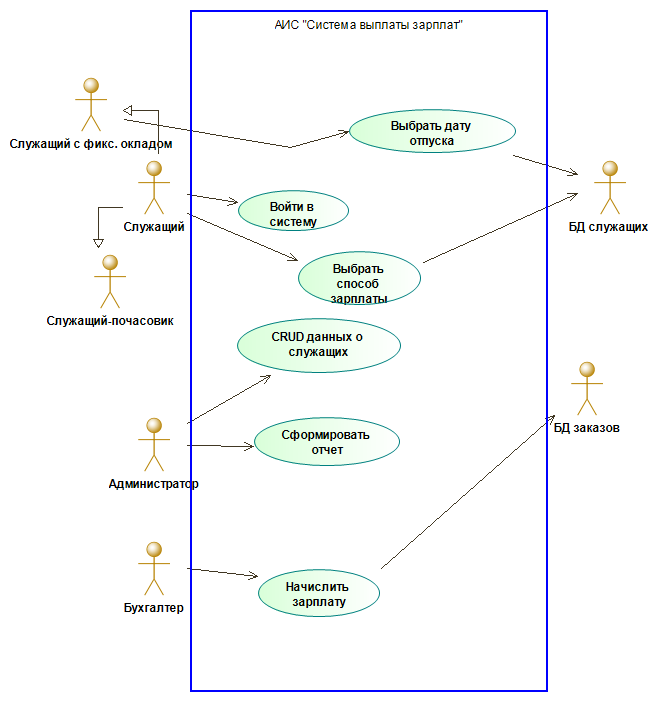 АИС "Система выплаты зарплат"
Служащий с фикс. окладом
Выбрать дату
отпуска
Служащий
Войти в
систему
БД служащих
Выбрать
способ
зарплаты
Служащий-почасовик
CRUD данных о
служащих
БД заказов
Сформировать
отчет
Администратор
Начислить
зарплату
Бухгалтер